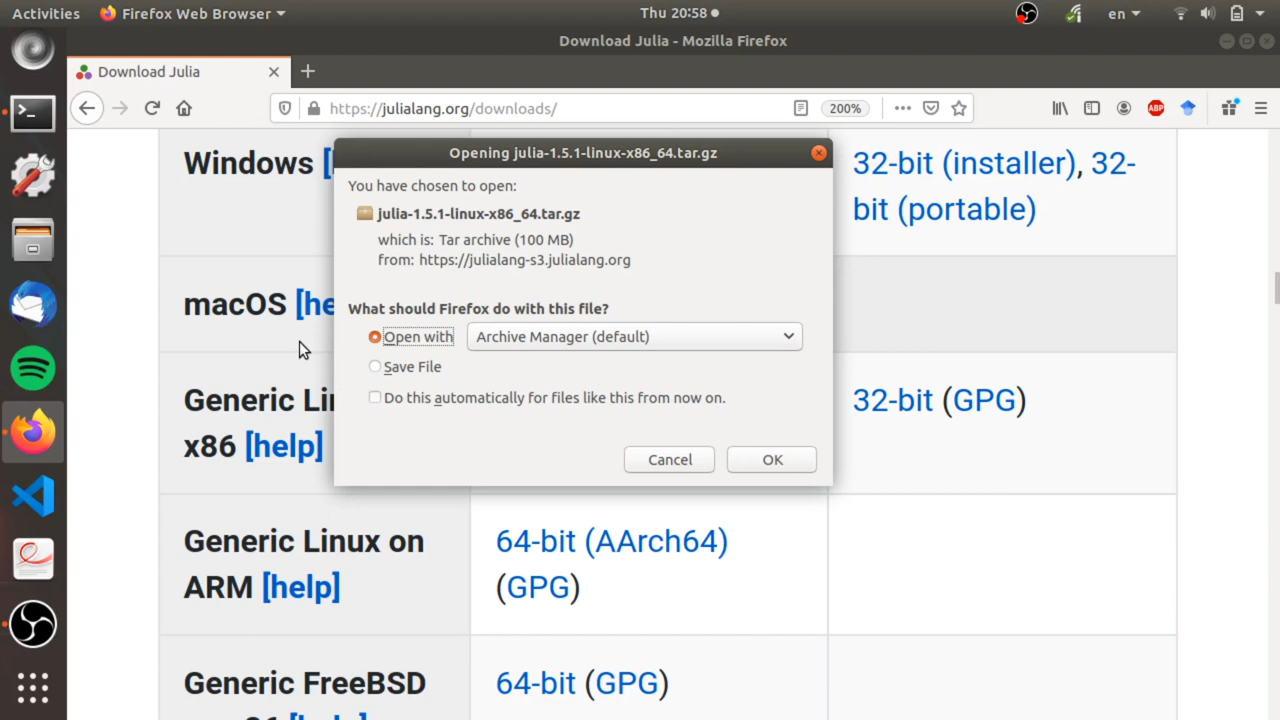 Activities Firefox Web Browser Thu 20:58 en
Download Julia - Mozilla Firefox
Download Julia
https://julialang.org/downloads/ 200% ABP
Opening julia-1.5.1-linux-x86_64.tar.gz
You have chosen to open:
julia-1.5.1-linux-x86_64.tar.gz
which is: Tar archive (100 MB)
from: https://julialang-s3.julialang.org
What should Firefox do with this file?
Open with Archive Manager (default)
Save File
Do this automatically for files like this from now on.
Cancel OK
Windows [
32-bit (installer), 32-
bit (portable)
macOS [he
Generic Li
x86 [help]
32-bit (GPG)
Generic Linux on
ARM [help]
64-bit (AArch64)
(GPG)
Generic FreeBSD
64-bit (GPG)